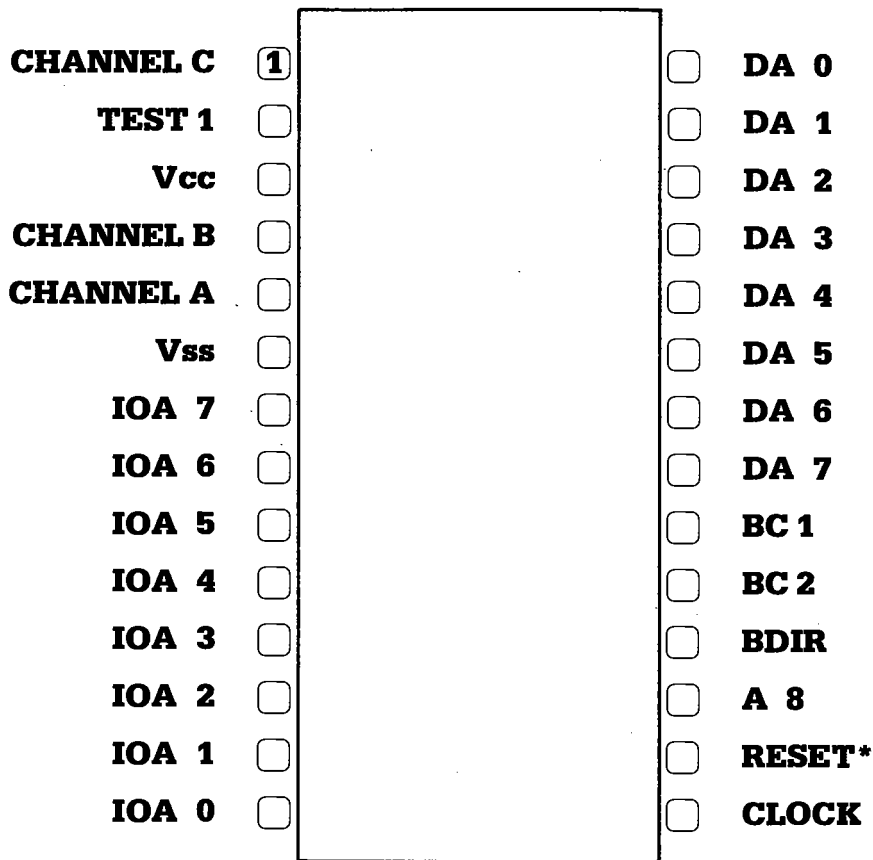 CHANNEL C 1 DA 0
TEST 1 DA 1
Vcc DA 2
CHANNEL B DA 3
CHANNEL A DA 4
Vss DA 5
IOA 7 DA 6
IOA 6 DA 7
IOA 5 BC 1
IOA 4 BC 2
IOA 3 BDIR
IOA 2 A 8
IOA 1 RESET*
IOA 0 CLOCK